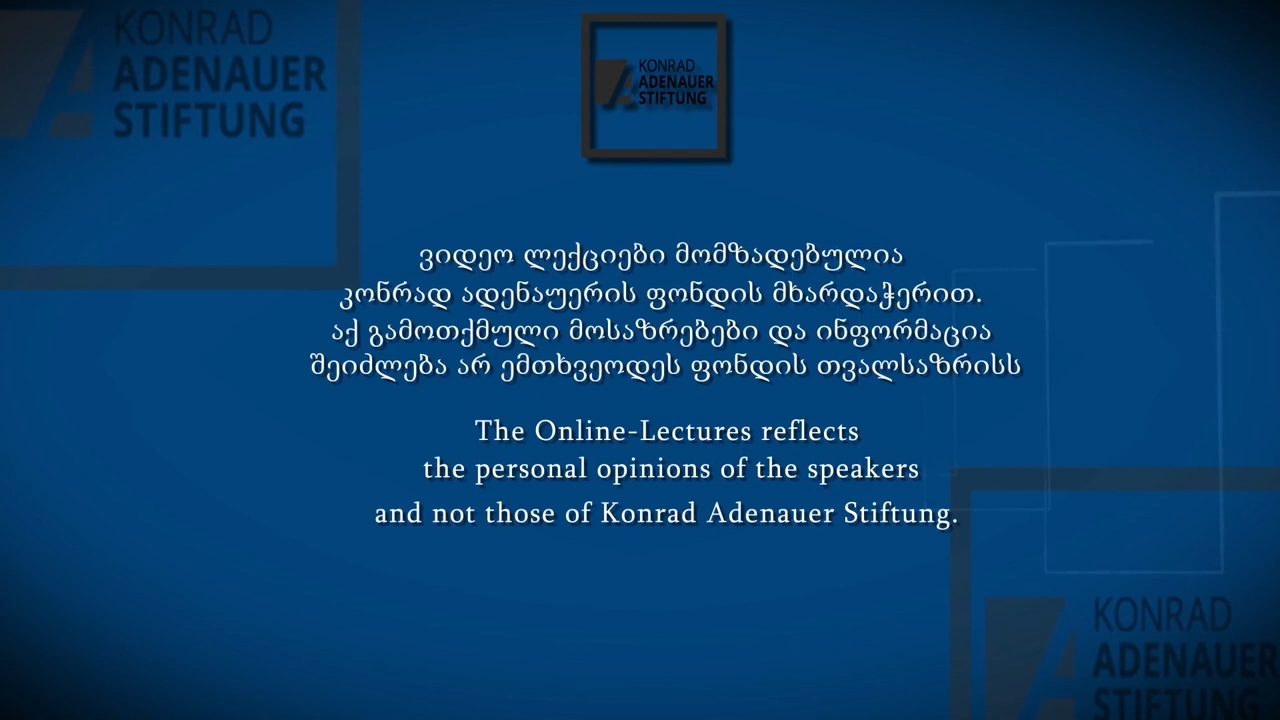 KONRAD
ADENAUER
STIFTUNG
KONRAD
ADENAUER
STIFTUNG
ვიდეო ლექციები მომზადებულია
კონრად ადენაუერის ფონდის მხარდაჭერით.
აქ გამოთქმული მოსაზრებები და ინფორმაცია
შეიძლება არ ემთხვეოდეს ფონდის თვალსაზრისს
The Online-Lectures reflects
the personal opinions of the speakers
and not those of Konrad Adenauer Stiftung.
KONRAD
ADENAUER
STIFTUNG